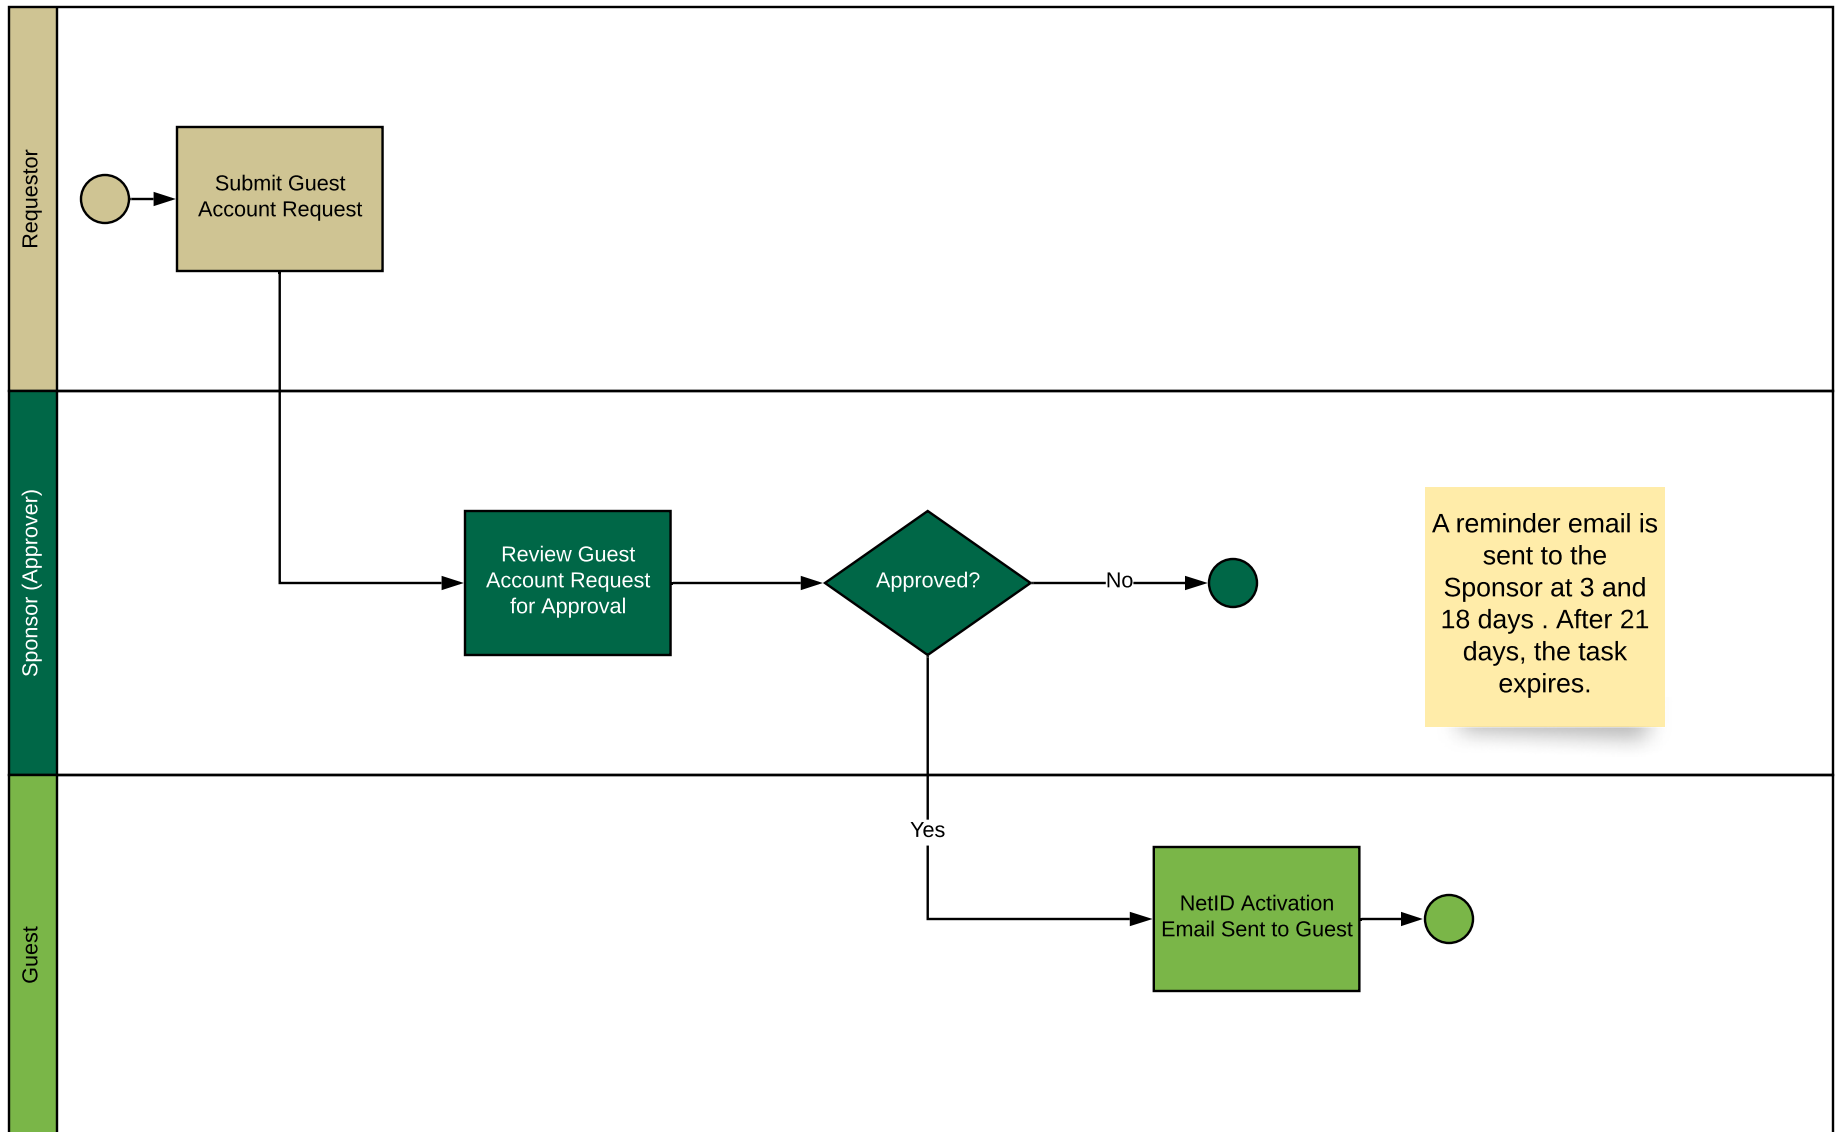 Requestor
Submit Guest
Account Request
Sponsor (Approver)
Review Guest
Account Request
for Approval
Approved?
No
A reminder email is
sent to the
Sponsor at 3 and
18 days . After 21
days, the task
expires.
Guest
Yes
NetID Activation
Email Sent to Guest